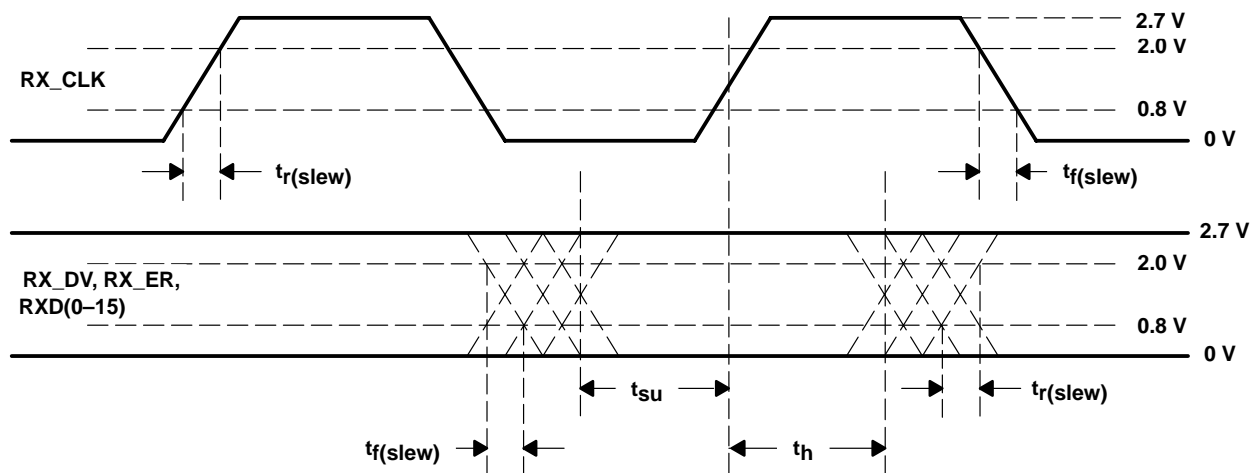 2.7 V
2.0 V
RX_CLK
0.8 V
0 V
tr(slew)
tf(slew)
2.7 V
RX_DV, RX_ER,
RXD(0–15)
2.0 V
0.8 V
0 V
tsu
tr(slew)
tf(slew)
th